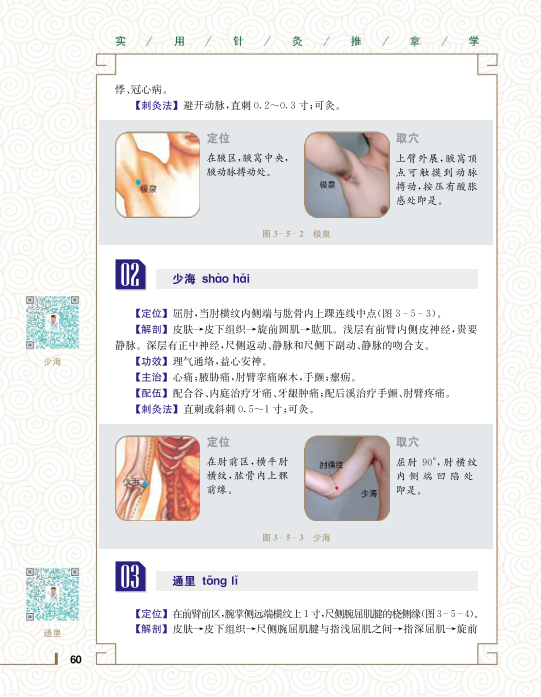 实 / 用 / 针 / 灸 / 推 / 拿 / 学
悸、冠心病。
【刺灸法】避开动脉,直刺 0.2～0.3 寸;可灸。
定位
在腋区,腋窝中央,
腋动脉搏动处。
极泉
取穴
上臂外展,腋窝顶
点可触摸到动脉
搏动,按压有酸胀
感处即是。
极泉
图 3-5-2 极泉
02
少海 shào hǎi
【定位】屈肘,当肘横纹内侧端与肱骨内上踝连线中点(图 3-5-3)。
【解剖】皮肤→皮下组织→旋前圆肌→肱肌。浅层有前臂内侧皮神经,贵要
静脉。深层有正中神经,尺侧返动、静脉和尺侧下副动、静脉的吻合支。
【功效】理气通络,益心安神。
【主治】心痛;腋胁痛,肘臂挛痛麻木,手颤;瘰疬。
【配伍】配合谷、内庭治疗牙痛、牙龈肿痛;配后溪治疗手颤、肘臂疼痛。
【刺灸法】直刺或斜刺 0.5～1 寸;可灸。
少海
定位
在肘前区,横平肘
横纹,肱骨内上髁
前缘。
少海
取穴
屈肘 90°,肘横纹
内侧端凹陷处
即是。
肘横纹
少海
图 3-5-3 少海
03
通里 tōng lǐ
【定位】在前臂前区,腕掌侧远端横纹上 1 寸,尺侧腕屈肌腱的桡侧缘(图 3-5-4)。
【解剖】皮肤→皮下组织→尺侧腕屈肌腱与指浅屈肌之间→指深屈肌→旋前
通里
60